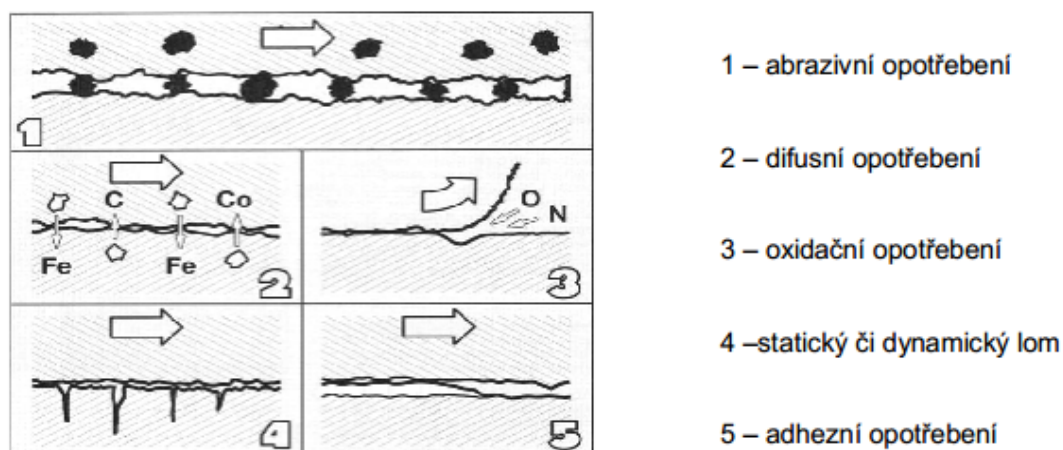 1
1 – abrazivní opotřebení
C
Co
Fe
Fe
2
O
N
3
2 – difusní opotřebení
3 – oxidační opotřebení
4
5
4 –statický či dynamický lom
5 – adhezní opotřebení